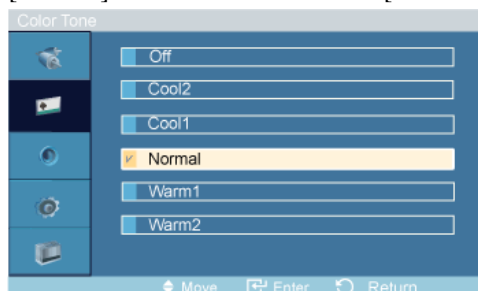 Color Tone
Off
Cool2
Cool1
Normal
Warm1
Warm2
Move Enter Return